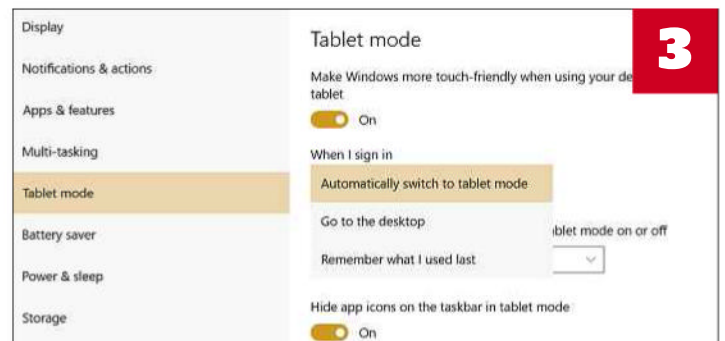 Display
Notifications & actions
Apps & features
Multi-tasking
Tablet mode
Battery saver
Power & sleep
Storage
Tablet mode
3
Make Windows more touch-friendly when using your
tablet
On
When I sign in
Automatically switch to tablet mode
Go to the desktop
Remember what I used last
mode on or off
Hide app icons on the taskbar in tablet mode
On